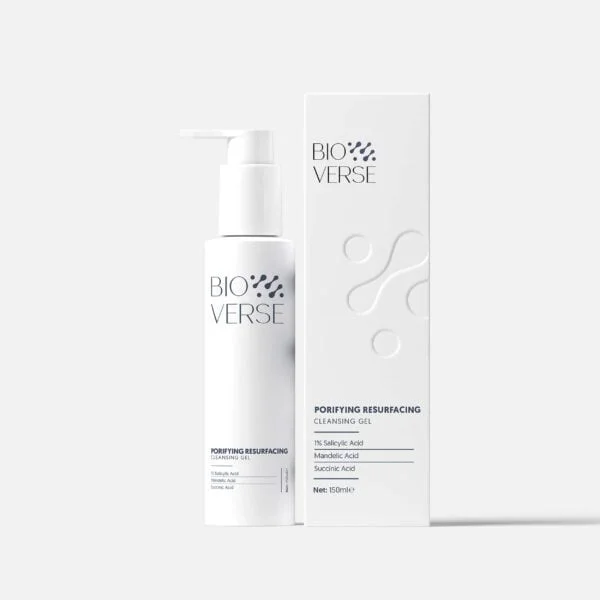 BIO
VERSE
PORIFYING RESURFACING
CLEANSING GEL
1% Salicylic Acid
Mandelic Acid
Succinic Acid
BIO
VERSE
PORIFYING RESURFACING
CLEANSING GEL
1% Salicylic Acid
Mandelic Acid
Succinic Acid
Net: 150ml℮